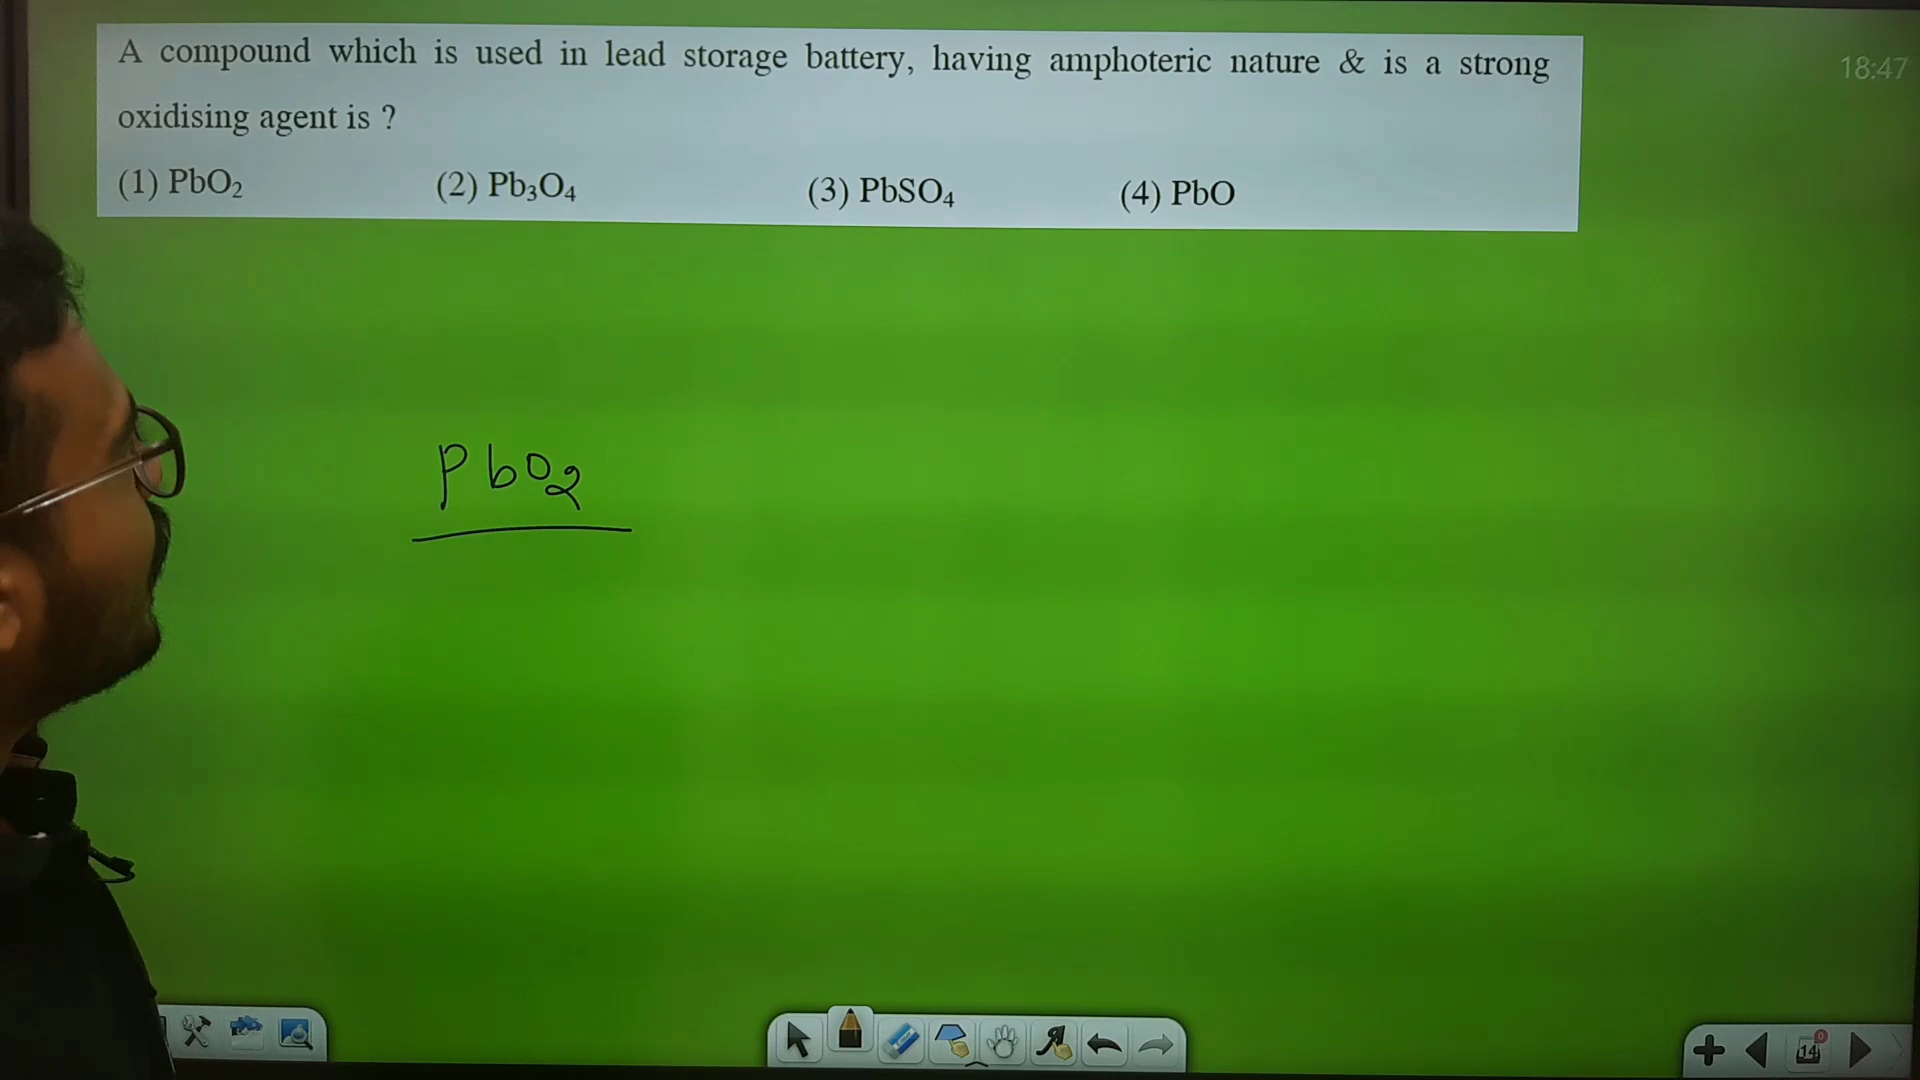 A compound which is used in lead storage battery, having amphoteric nature & is a strong
oxidising agent is ?
(1) PbO₂ (2) Pb₃O₄ (3) PbSO₄ (4) PbO
18:47
PbO₂
14